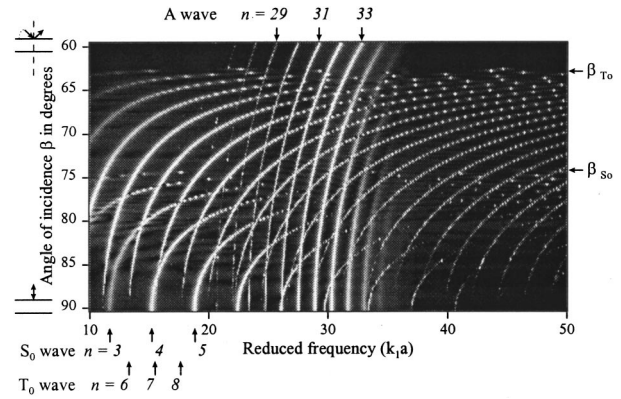 A wave n = 29 31 33
60
65
70
75
80
85
90
Angle of incidence β in degrees
β To
β So
10 20 30 40 50
S0 wave n = 3 4 5 Reduced frequency (k1a)
T0 wave n = 6 7 8